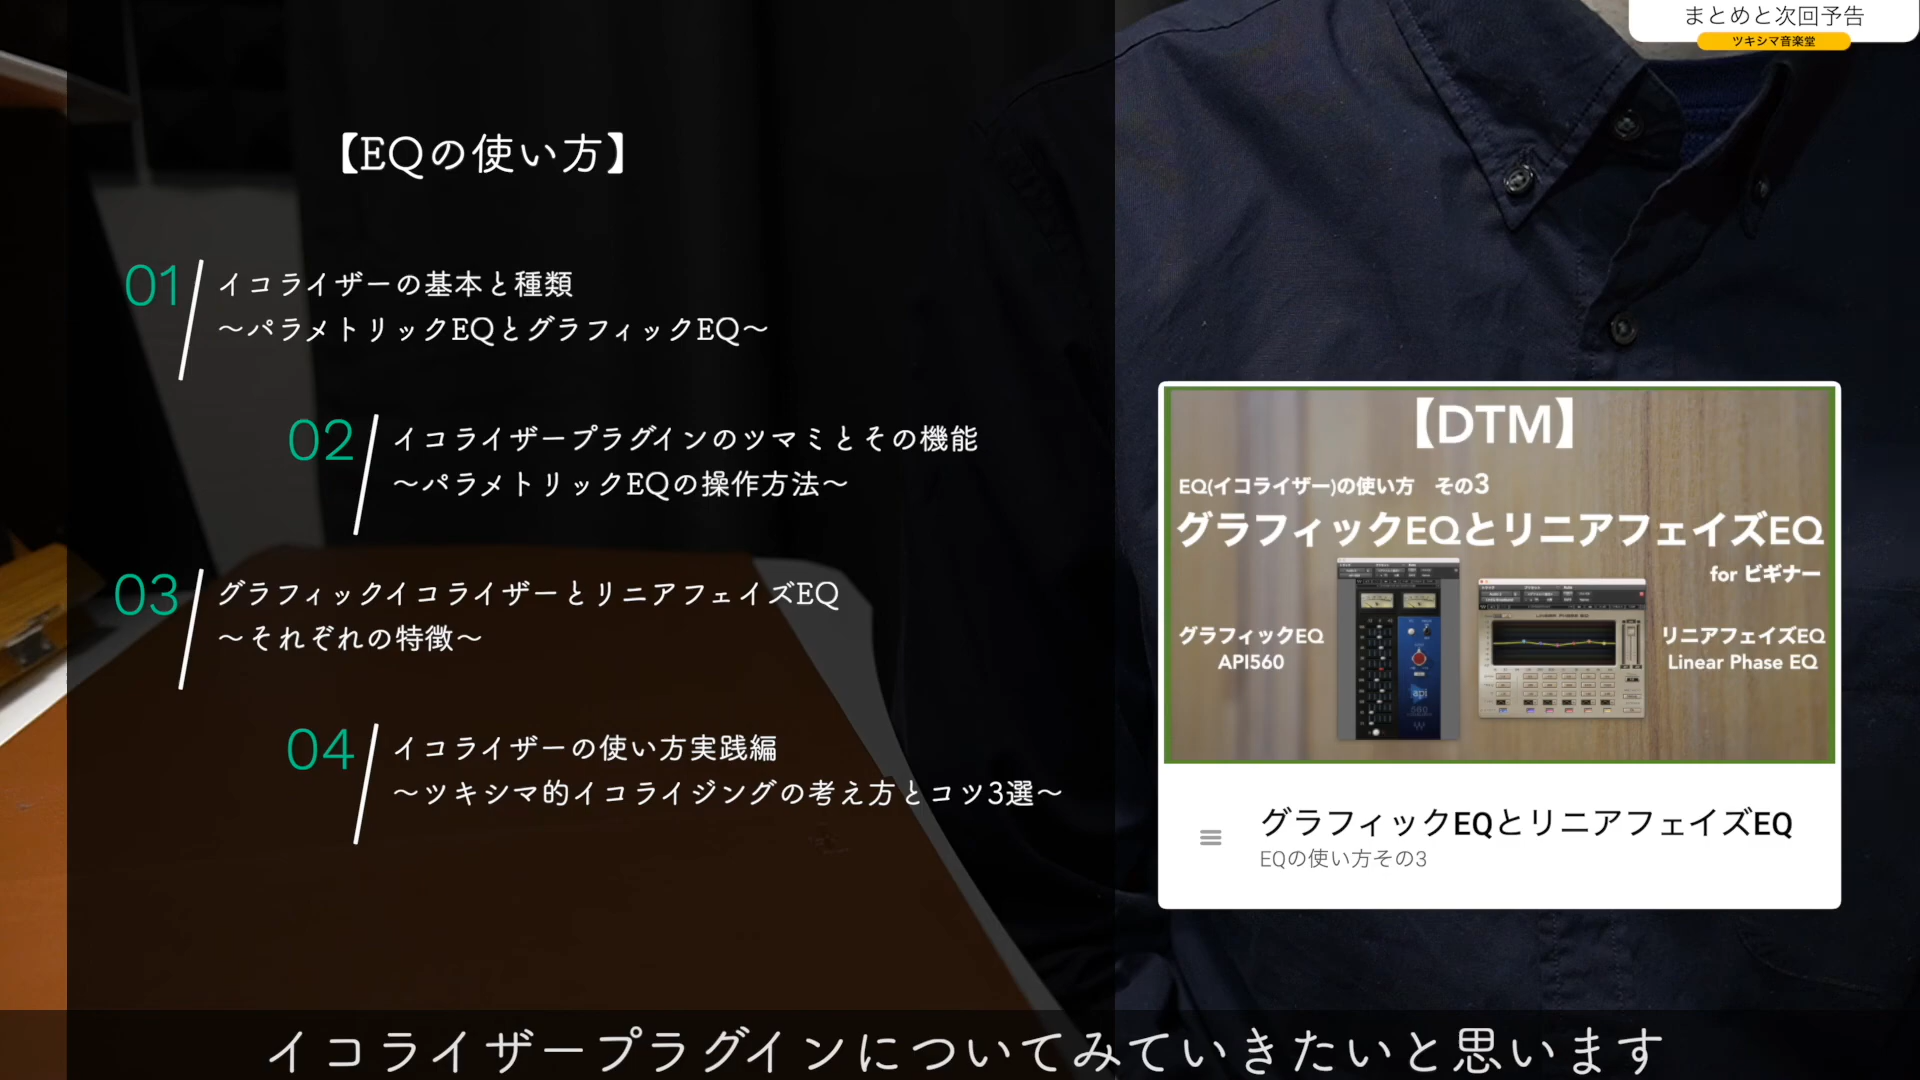 まとめと次回予告
ツキシマ音楽堂
【EQの使い方】
01
イコライザーの基本と種類
〜パラメトリックEQとグラフィックEQ〜
02
イコライザープラグインのツマミとその機能
〜パラメトリックEQの操作方法〜
03
グラフィックイコライザーとリニアフェイズEQ
〜それぞれの特徴〜
04
イコライザーの使い方実践編
〜ツキシマ的イコライジングの考え方とコツ3選〜
【DTM】
EQ(イコライザー)の使い方 その3
グラフィックEQとリニアフェイズEQ
for ビギナー
グラフィックEQ
API560
api
560
リニアフェイズEQ
Linear Phase EQ
グラフィックEQとリニアフェイズEQ
EQの使い方その3
イコライザープラグインについてみていきたいと思います